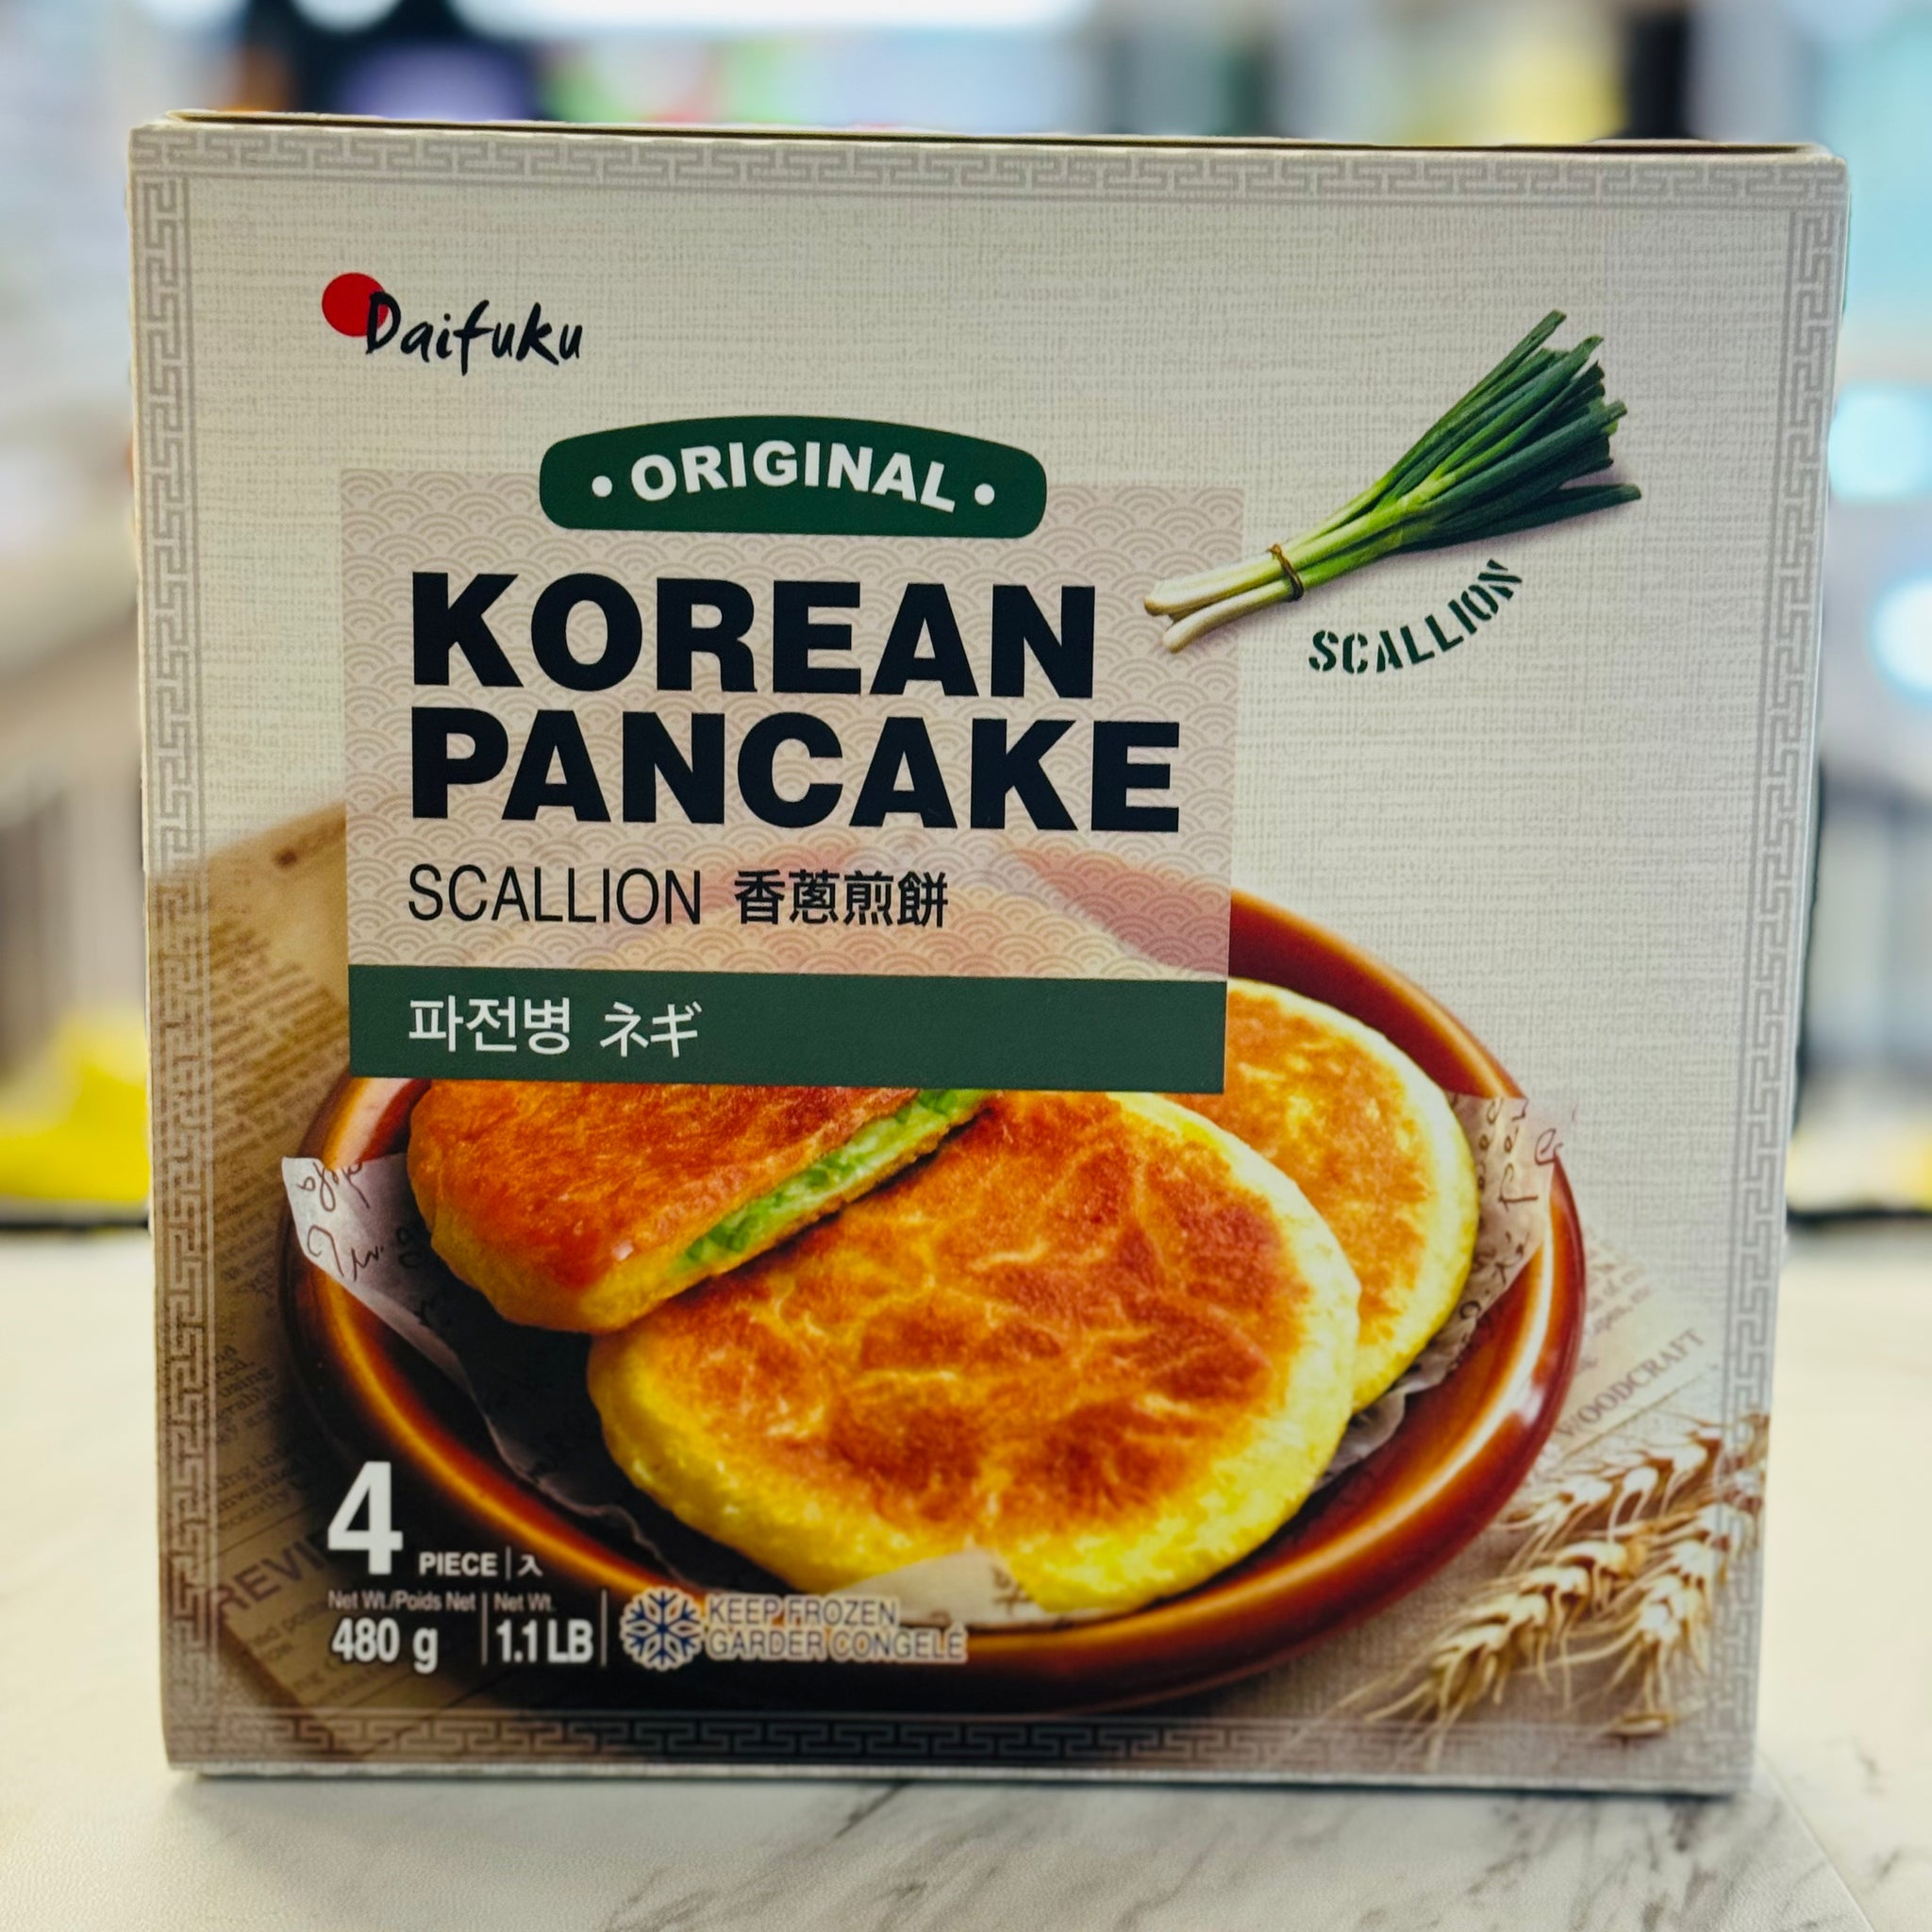 Daifuku
• ORIGINAL •
KOREAN
PANCAKE
SCALLION 香蔥煎餅
파전병 ネギ
SCALLION
WOODCRAFT
4 PIECE | 入
Net Wt./Poids Net | Net Wt.
480 g | 1.1 LB
KEEP FROZEN
GARDER CONGELÉ